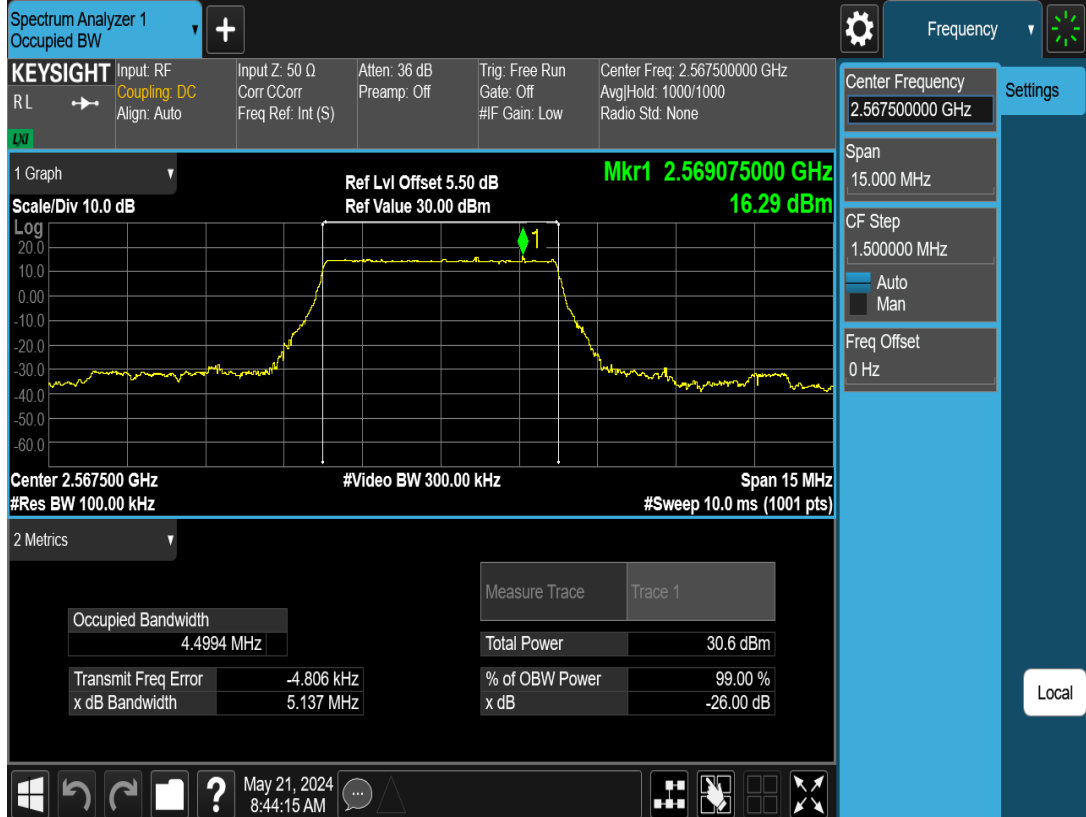 Spectrum Analyzer 1
Occupied BW
Frequency
KEYSIGHT
RL
LXI
Input: RF
Coupling: DC
Align: Auto
Input Z: 50 Ω
Corr CCorr
Freq Ref: Int (S)
Atten: 36 dB
Preamp: Off
Trig: Free Run
Gate: Off
#IF Gain: Low
Center Freq: 2.567500000 GHz
Avg|Hold: 1000/1000
Radio Std: None
Center Frequency
2.567500000 GHz
Settings
Span
15.000 MHz
CF Step
1.500000 MHz
Auto
Man
Freq Offset
0 Hz
Local
1 Graph
Scale/Div 10.0 dB
Ref Lvl Offset 5.50 dB
Ref Value 30.00 dBm
Mkr1 2.569075000 GHz
16.29 dBm
Log
20.0
10.0
0.00
-10.0
-20.0
-30.0
-40.0
-50.0
-60.0
1
Center 2.567500 GHz
#Video BW 300.00 kHz
Span 15 MHz
#Res BW 100.00 kHz
#Sweep 10.0 ms (1001 pts)
2 Metrics
Measure Trace Trace 1
Occupied Bandwidth
4.4994 MHz
Total Power 30.6 dBm
Transmit Freq Error -4.806 kHz
% of OBW Power 99.00 %
x dB Bandwidth 5.137 MHz
x dB -26.00 dB
?
May 21, 2024
8:44:15 AM